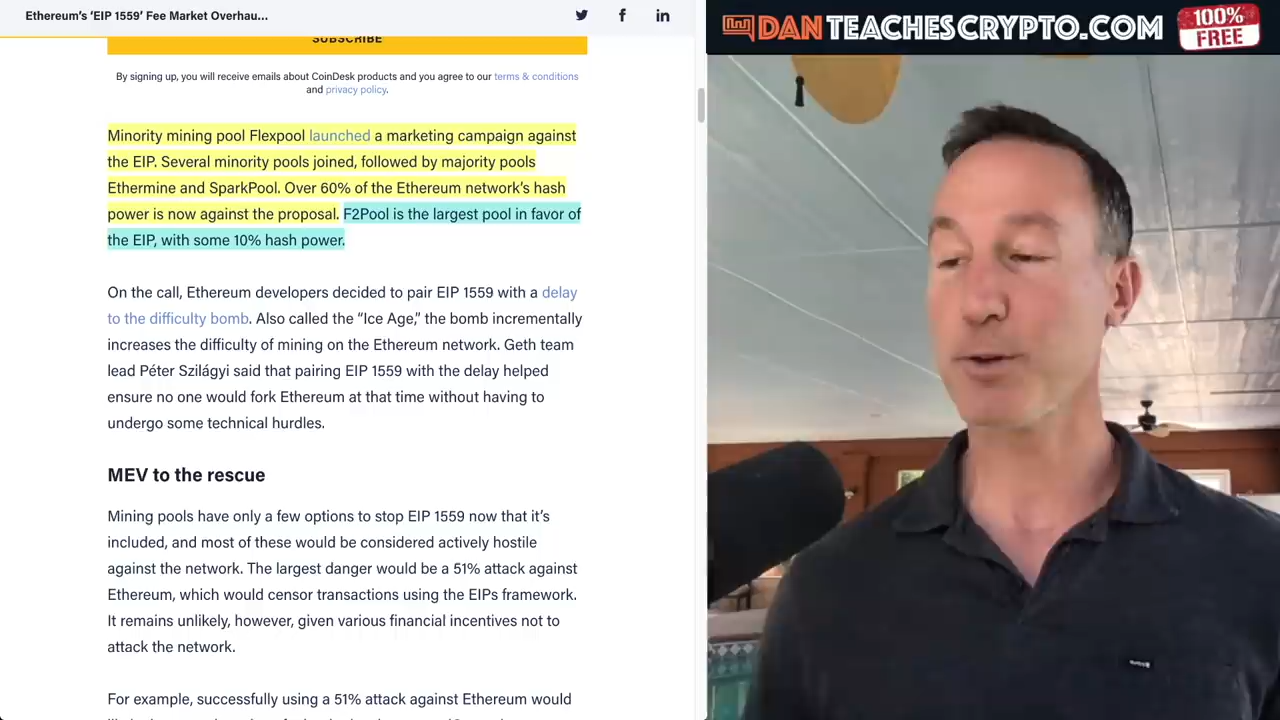 Ethereum's 'EIP 1559' Fee Market Overhau...
SUBSCRIBE
By signing up, you will receive emails about CoinDesk products and you agree to our terms & conditions
and privacy policy.
Minority mining pool Flexpool launched a marketing campaign against
the EIP. Several minority pools joined, followed by majority pools
Ethermine and SparkPool. Over 60% of the Ethereum network's hash
power is now against the proposal. F2Pool is the largest pool in favor of
the EIP, with some 10% hash power.
On the call, Ethereum developers decided to pair EIP 1559 with a delay
to the difficulty bomb. Also called the “Ice Age,” the bomb incrementally
increases the difficulty of mining on the Ethereum network. Geth team
lead Péter Szilágyi said that pairing EIP 1559 with the delay helped
ensure no one would fork Ethereum at that time without having to
undergo some technical hurdles.
MEV to the rescue
Mining pools have only a few options to stop EIP 1559 now that it's
included, and most of these would be considered actively hostile
against the network. The largest danger would be a 51% attack against
Ethereum, which would censor transactions using the EIPs framework.
It remains unlikely, however, given various financial incentives not to
attack the network.
For example, successfully using a 51% attack against Ethereum would
DANTEACHESCRYPTO.COM
100%
FREE